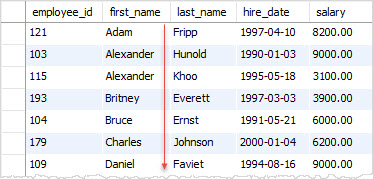 employee_id first_name last_name hire_date salary
121 Adam Fripp 1997-04-10 8200.00
103 Alexander Hunold 1990-01-03 9000.00
115 Alexander Khoo 1995-05-18 3100.00
193 Britney Everett 1997-03-03 3900.00
104 Bruce Ernst 1991-05-21 6000.00
179 Charles Johnson 2000-01-04 6200.00
109 Daniel Faviet 1994-08-16 9000.00